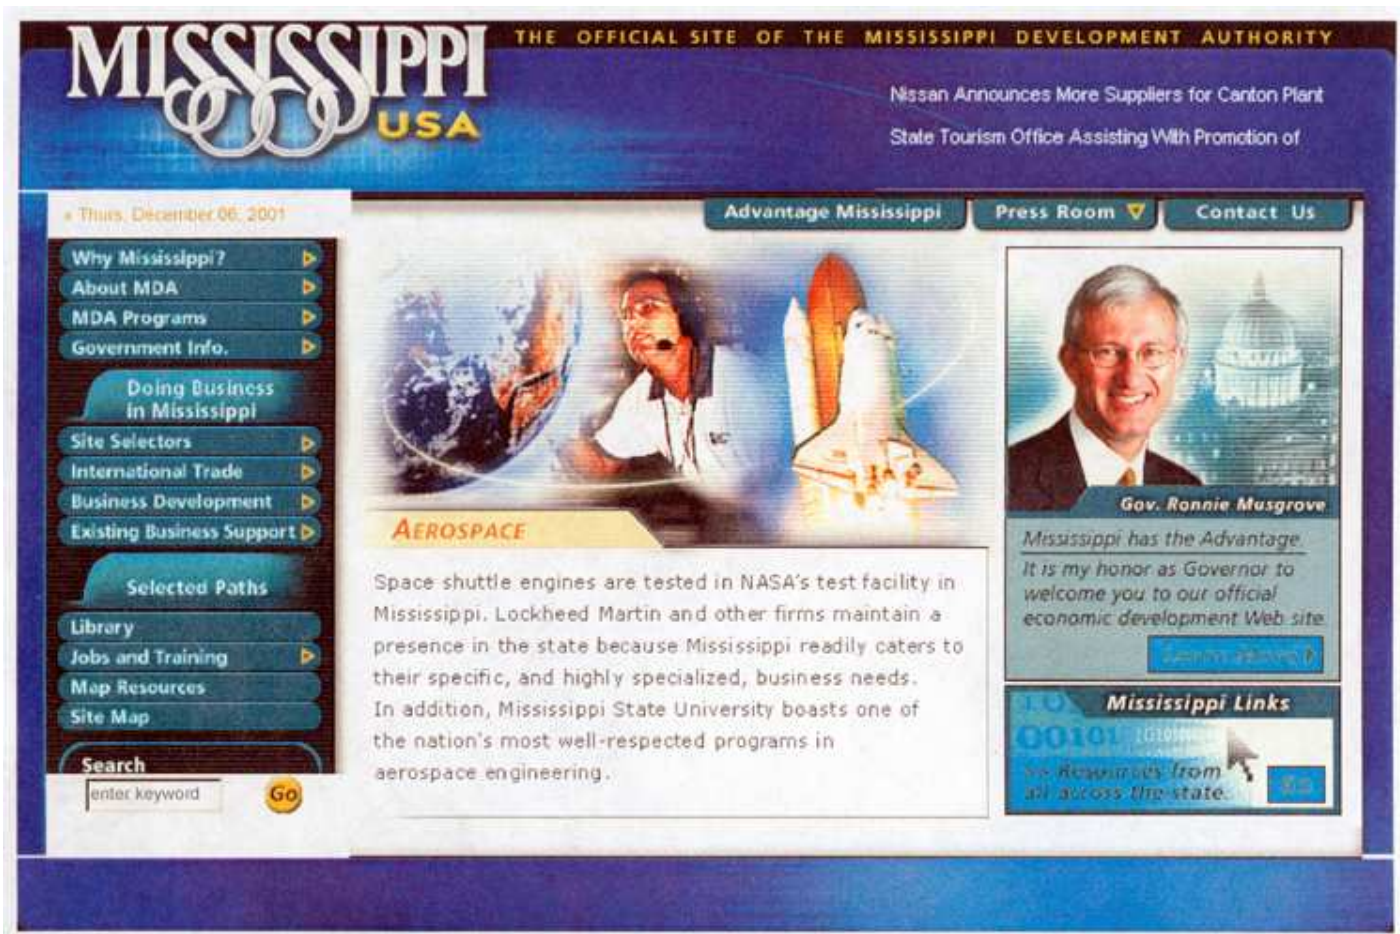 MISSISSIPPI
USA
THE OFFICIAL SITE OF THE MISSISSIPPI DEVELOPMENT AUTHORITY
Nissan Announces More Suppliers for Canton Plant
State Tourism Office Assisting With Promotion of
» Thurs, December 06, 2001
Advantage Mississippi
Press Room
Contact Us
Why Mississippi?
About MDA
MDA Programs
Government Info.
Doing Business
in Mississippi
Site Selectors
International Trade
Business Development
Existing Business Support
Selected Paths
Library
Jobs and Training
Map Resources
Site Map
Search
enter keyword
Go
AEROSPACE
Space shuttle engines are tested in NASA's test facility in
Mississippi. Lockheed Martin and other firms maintain a
presence in the state because Mississippi readily caters to
their specific, and highly specialized, business needs.
In addition, Mississippi State University boasts one of
the nation's most well-respected programs in
aerospace engineering.
Gov. Ronnie Musgrove
Mississippi has the Advantage.
It is my honor as Governor to
welcome you to our official
economic development Web site
Mississippi Links
00101
>> Resources from
all across the state.